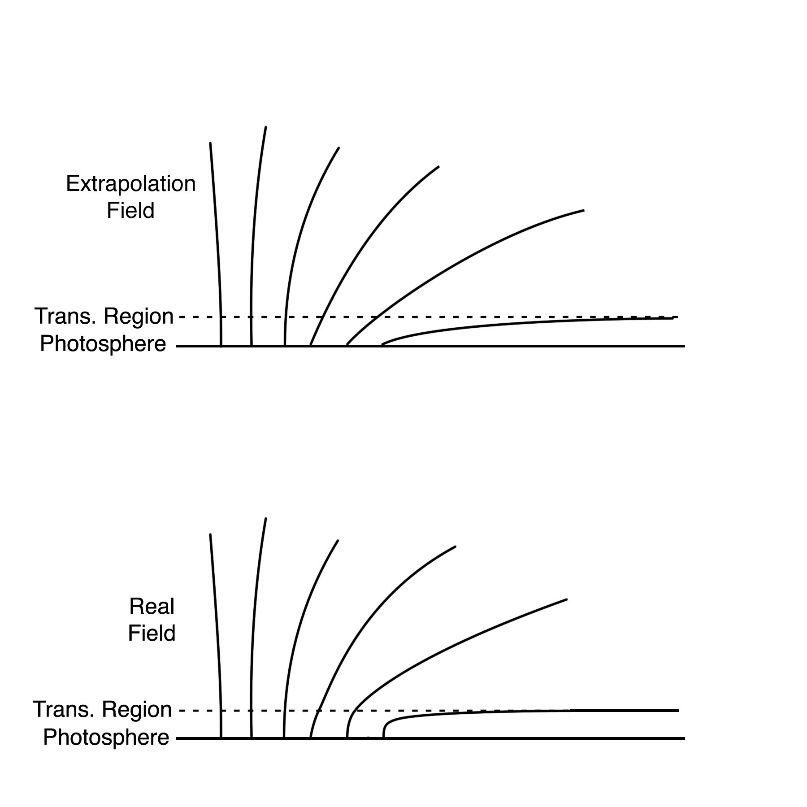 Extrapolation
Field
Trans. Region
Photosphere
Real
Field
Trans. Region
Photosphere